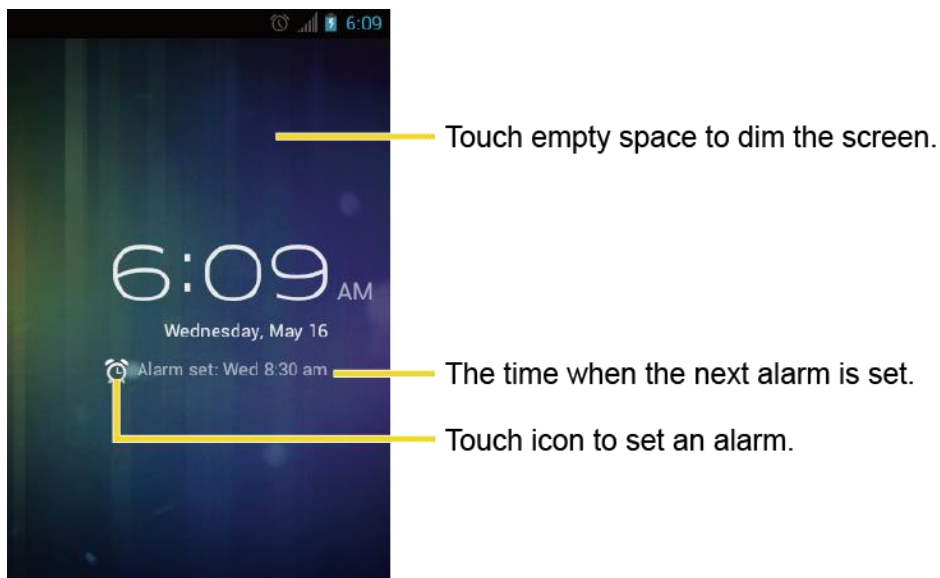 6:09
Touch empty space to dim the screen.
6:09 AM
Wednesday, May 16
Alarm set: Wed 8:30 am
The time when the next alarm is set.
Touch icon to set an alarm.